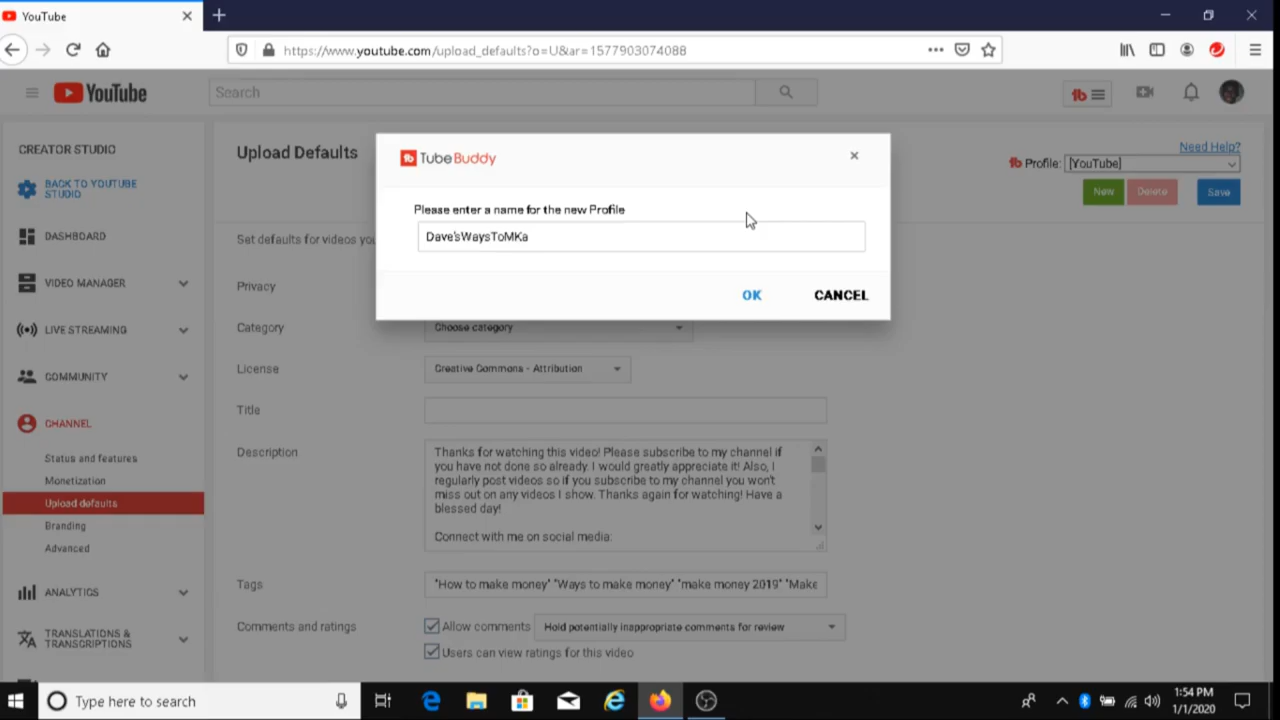 YouTube
https://www.youtube.com/upload_defaults?o=U&ar=1577903074088
YouTube
Search
tb
CREATOR STUDIO
BACK TO YOUTUBE
STUDIO
DASHBOARD
VIDEO MANAGER
LIVE STREAMING
COMMUNITY
CHANNEL
Status and features
Monetization
Upload defaults
Branding
Advanced
ANALYTICS
TRANSLATIONS &
TRANSCRIPTIONS
Upload Defaults
Need Help?
tb Profile: [YouTube]
New Delete Save
Set defaults for videos you
tb TubeBuddy
Please enter a name for the new Profile
Dave'sWaysToMKa
OK CANCEL
Privacy
Category Choose category
License Creative Commons - Attribution
Title
Description Thanks for watching this video! Please subscribe to my channel if
you have not done so already. I would greatly appreciate it! Also, I
regularly post videos so if you subscribe to my channel you won't
miss out on any videos I show. Thanks again for watching! Have a
blessed day!
Connect with me on social media:
Tags "How to make money" "Ways to make money" "make money 2019" "Make
Comments and ratings Allow comments Hold potentially inappropriate comments for review
Users can view ratings for this video
Type here to search
1:54 PM
1/1/2020